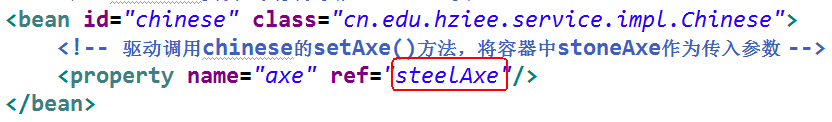 <bean id="chinese" class="cn.edu.hziee.service.impl.Chinese">
<!-- 驱动调用chinese的setAxe()方法，将容器中stoneAxe作为传入参数 -->
<property name="axe" ref="steelAxe"/>
</bean>